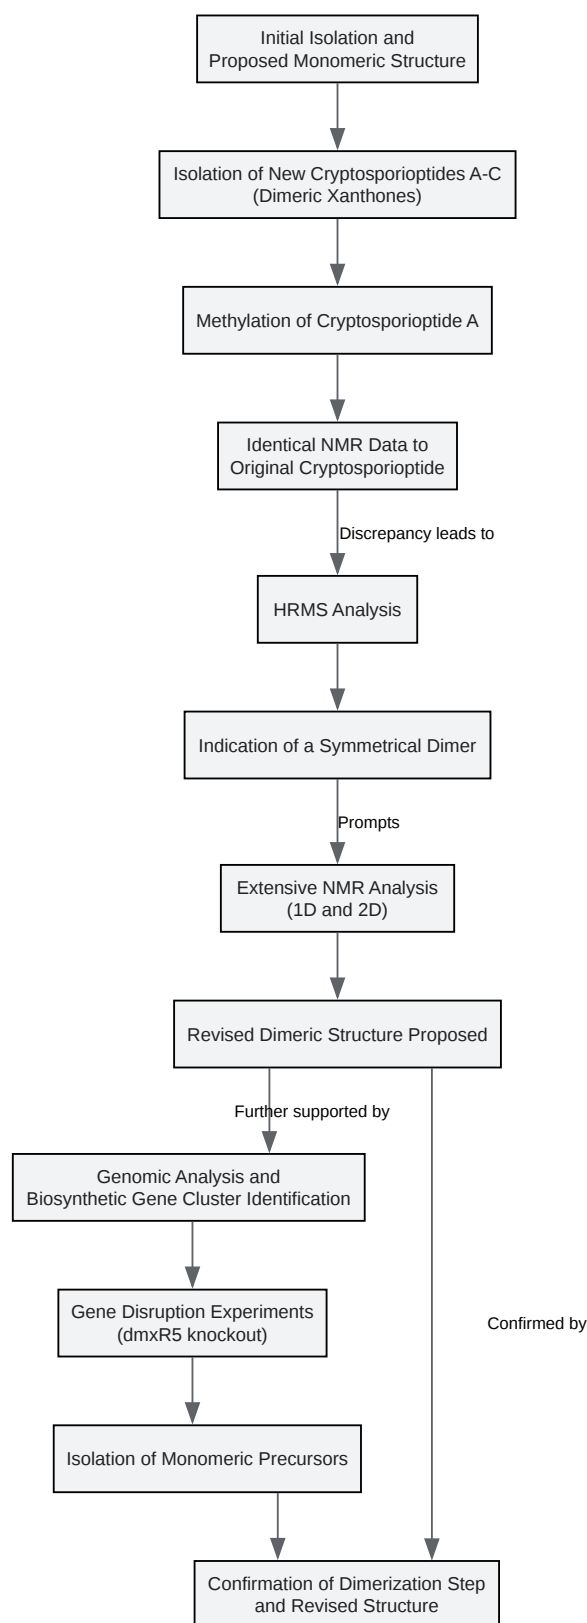 Initial Isolation and
Proposed Monomeric Structure
Isolation of New Cryptosporioptides A-C
(Dimeric Xanthones)
Methylation of Cryptosporioptide A
Identical NMR Data to
Original Cryptosporioptide
Discrepancy leads to
HRMS Analysis
Indication of a Symmetrical Dimer
Prompts
Extensive NMR Analysis
(1D and 2D)
Revised Dimeric Structure Proposed
Further supported by
Genomic Analysis and
Biosynthetic Gene Cluster Identification
Gene Disruption Experiments
(dmxR5 knockout)
Confirmed by
Isolation of Monomeric Precursors
Confirmation of Dimerization Step
and Revised Structure